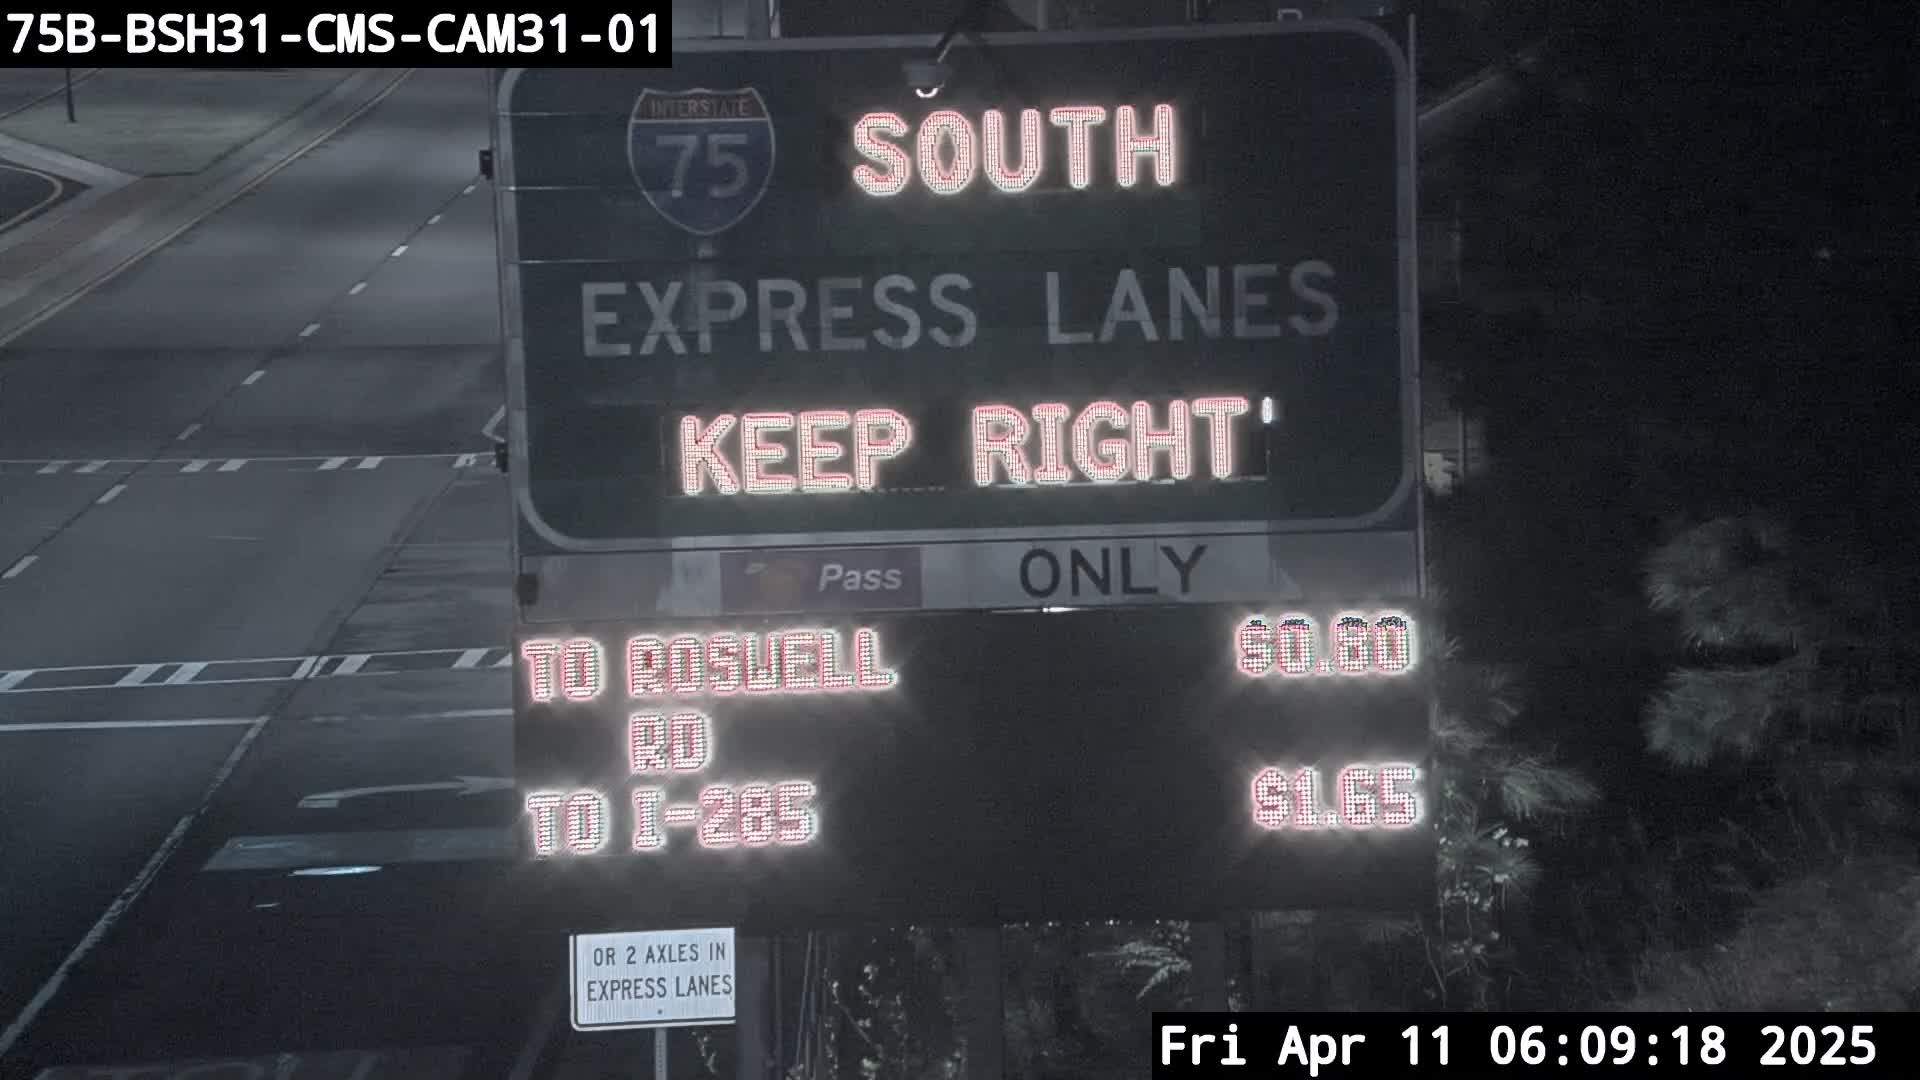 75B-BSH31-CMS-CAM31-01
INTERSTATE
75
SOUTH
EXPRESS LANES
KEEP RIGHT
Pass ONLY
TO ROSWELL $0.80
RD
TO I-285 $1.65
OR 2 AXLES IN
EXPRESS LANES
Fri Apr 11 06:09:18 2025